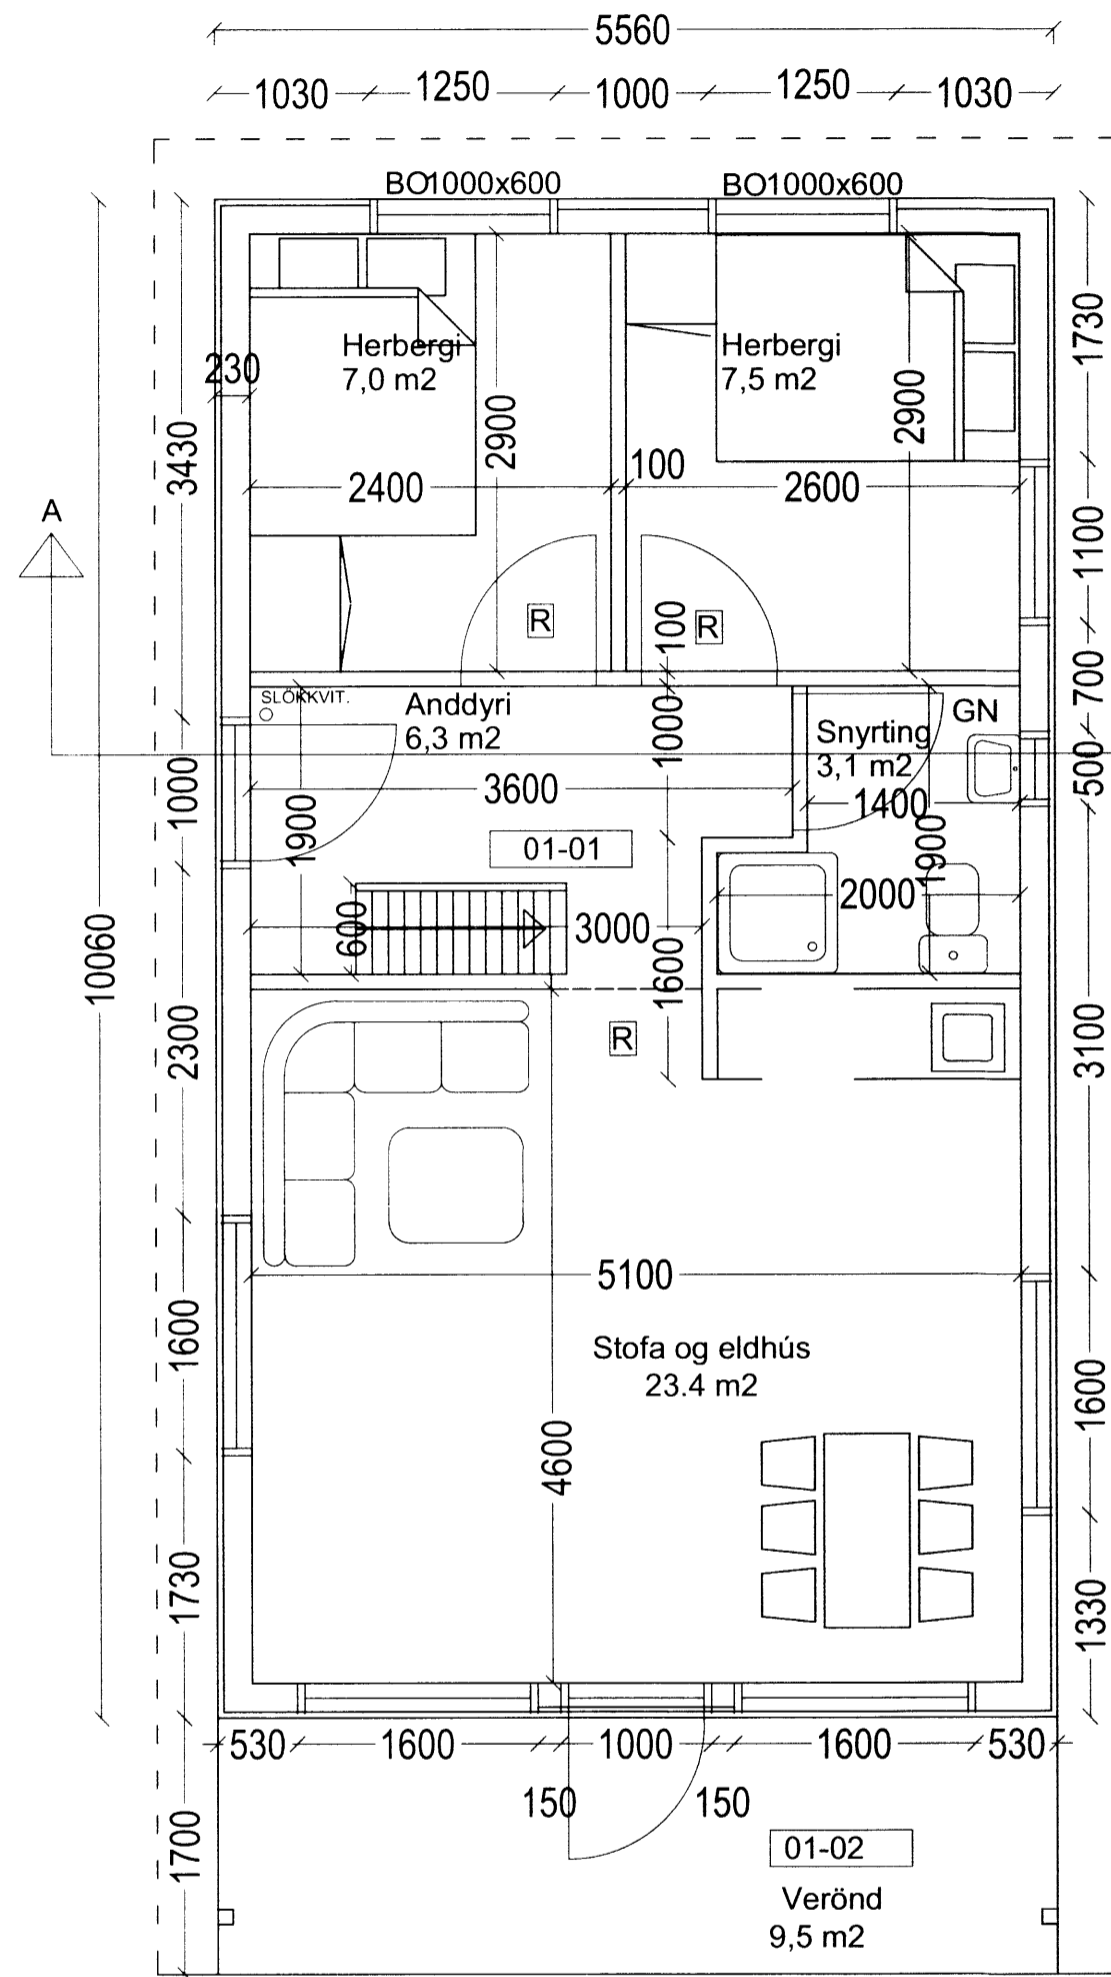 5560
1030 1250 1000 1250 1030
BO1000x600 BO1000x600
Herbergi
7,0 m2
Herbergi
7,5 m2
230
1730
3430
2900
2900
100
2400
2600
A
1100
R
R
100
700
SLÖKKVIT.
Anddyri
6,3 m2
1000
Snyrting
3,1 m2
GN
500
1000
3600
1400
1900
01-01
1900
2000
600
3000
1600
10060
2300
R
3100
5100
1600
Stofa og eldhús
23.4 m2
1600
4600
1730
1330
530 1600 1000 1600 530
150 150
1700
01-02
Verönd
9,5 m2